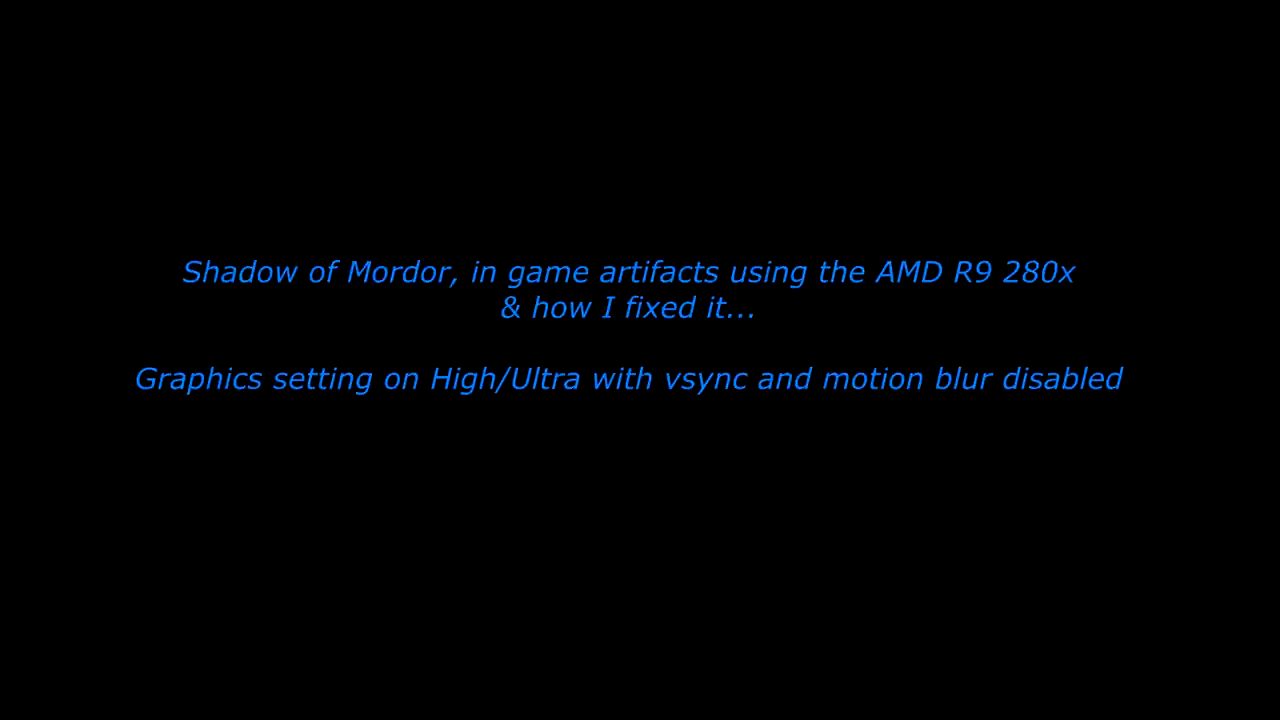 Shadow of Mordor, in game artifacts using the AMD R9 280x
& how I fixed it...
Graphics setting on High/Ultra with vsync and motion blur disabled